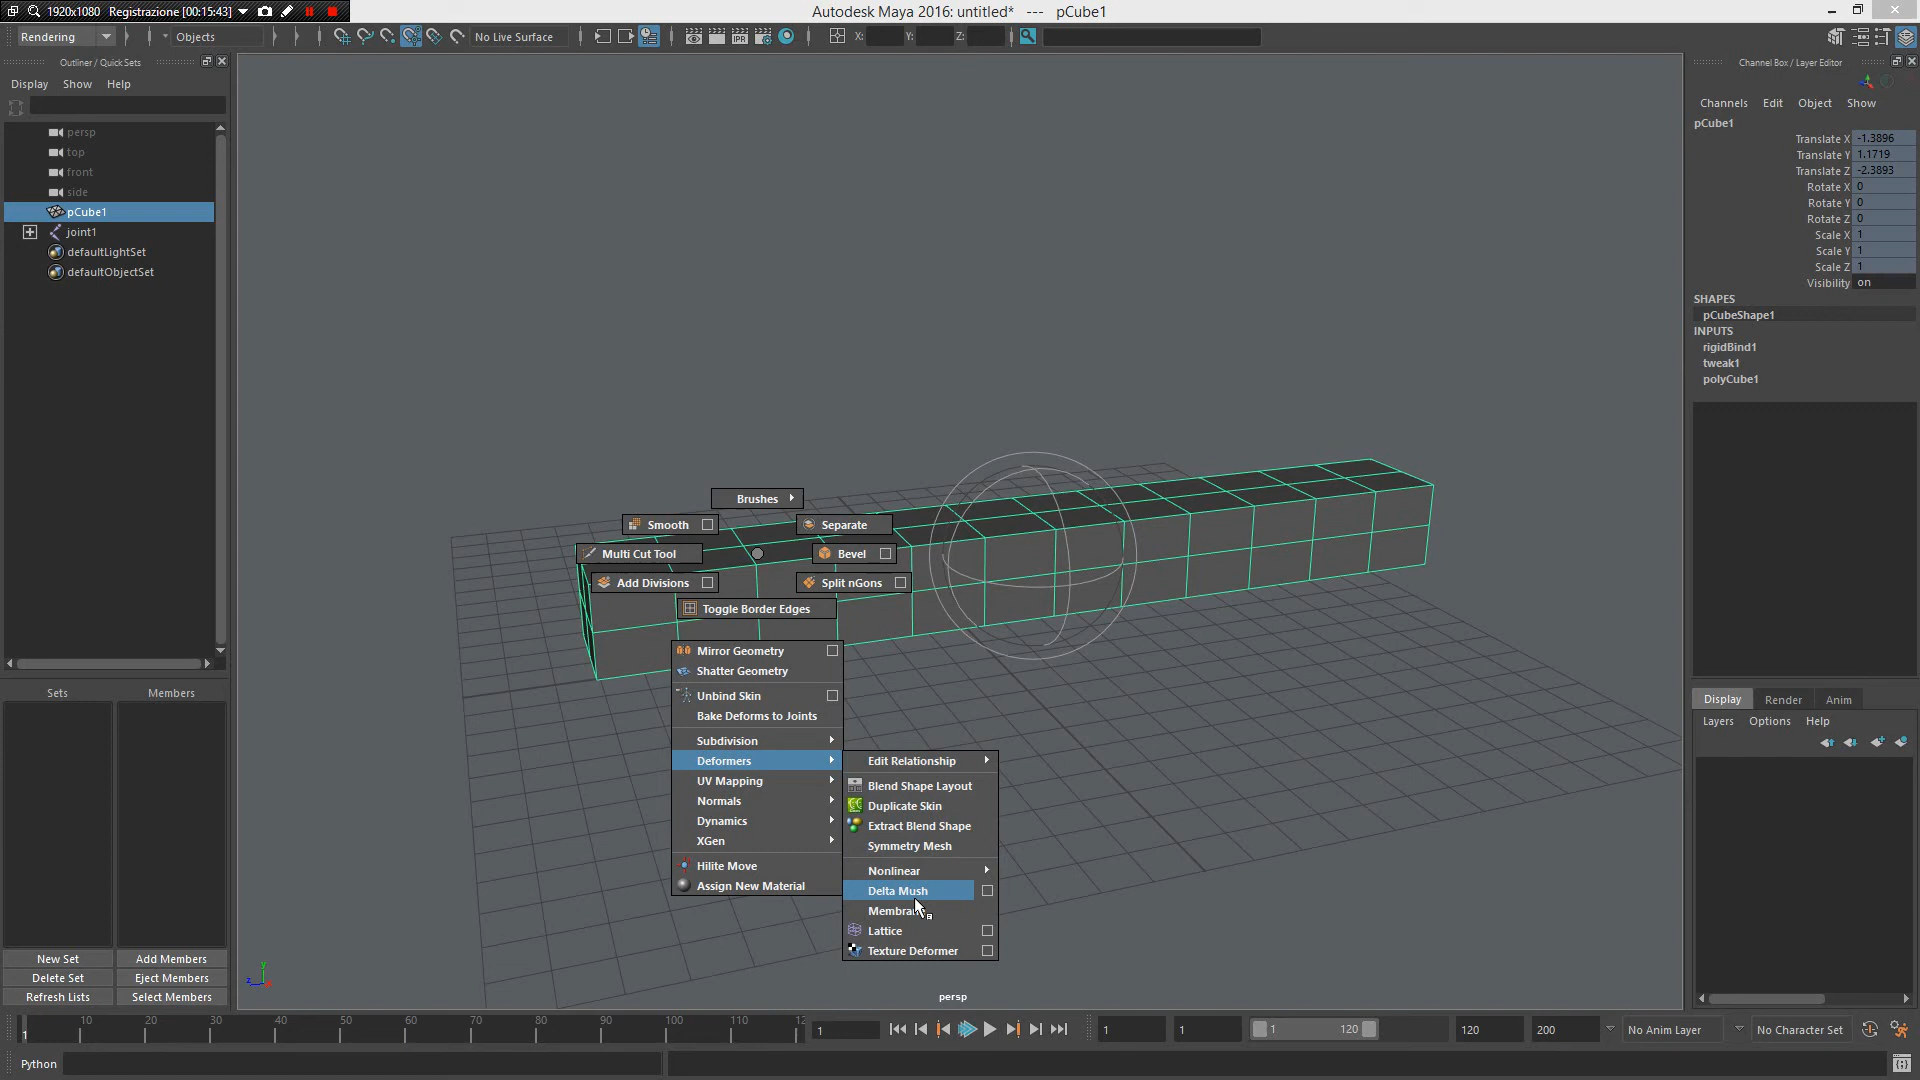 1920x1080 Registrazione [00:15:43]
Autodesk Maya 2016: untitled* --- pCube1
Rendering
Objects
No Live Surface
X:
Y:
Z:
Outliner / Quick Sets
Display Show Help
persp
top
front
side
pCube1
joint1
defaultLightSet
defaultObjectSet
Sets
Members
New Set
Add Members
Delete Set
Eject Members
Refresh Lists
Select Members
Brushes
Smooth
Separate
Multi Cut Tool
Bevel
Add Divisions
Split nGons
Toggle Border Edges
Mirror Geometry
Shatter Geometry
Unbind Skin
Bake Deforms to Joints
Subdivision
Deformers
UV Mapping
Normals
Dynamics
XGen
Hilite Move
Assign New Material
Edit Relationship
Blend Shape Layout
Duplicate Skin
Extract Blend Shape
Symmetry Mesh
Nonlinear
Delta Mush
Lattice
Texture Deformer
y
z
persp
Channel Box / Layer Editor
Channels Edit Object Show
pCube1
Translate X -1.3896
Translate Y 1.1719
Translate Z -2.3893
Rotate X 0
Rotate Y 0
Rotate Z 0
Scale X 1
Scale Y 1
Scale Z 1
Visibility on
SHAPES
pCubeShape1
INPUTS
rigidBind1
tweak1
polyCube1
Display Render Anim
Layers Options Help
1
10 20 30 40 50 60 70 80 90 100 110 12
1
1
1
1 120
120
200
No Anim Layer
No Character Set
Python